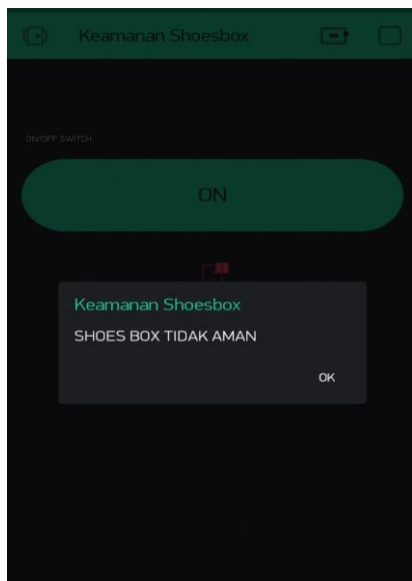 Keamanan Shoesbox
ON/OFF SWITCH
ON
Keamanan Shoesbox
SHOES BOX TIDAK AMAN
OK